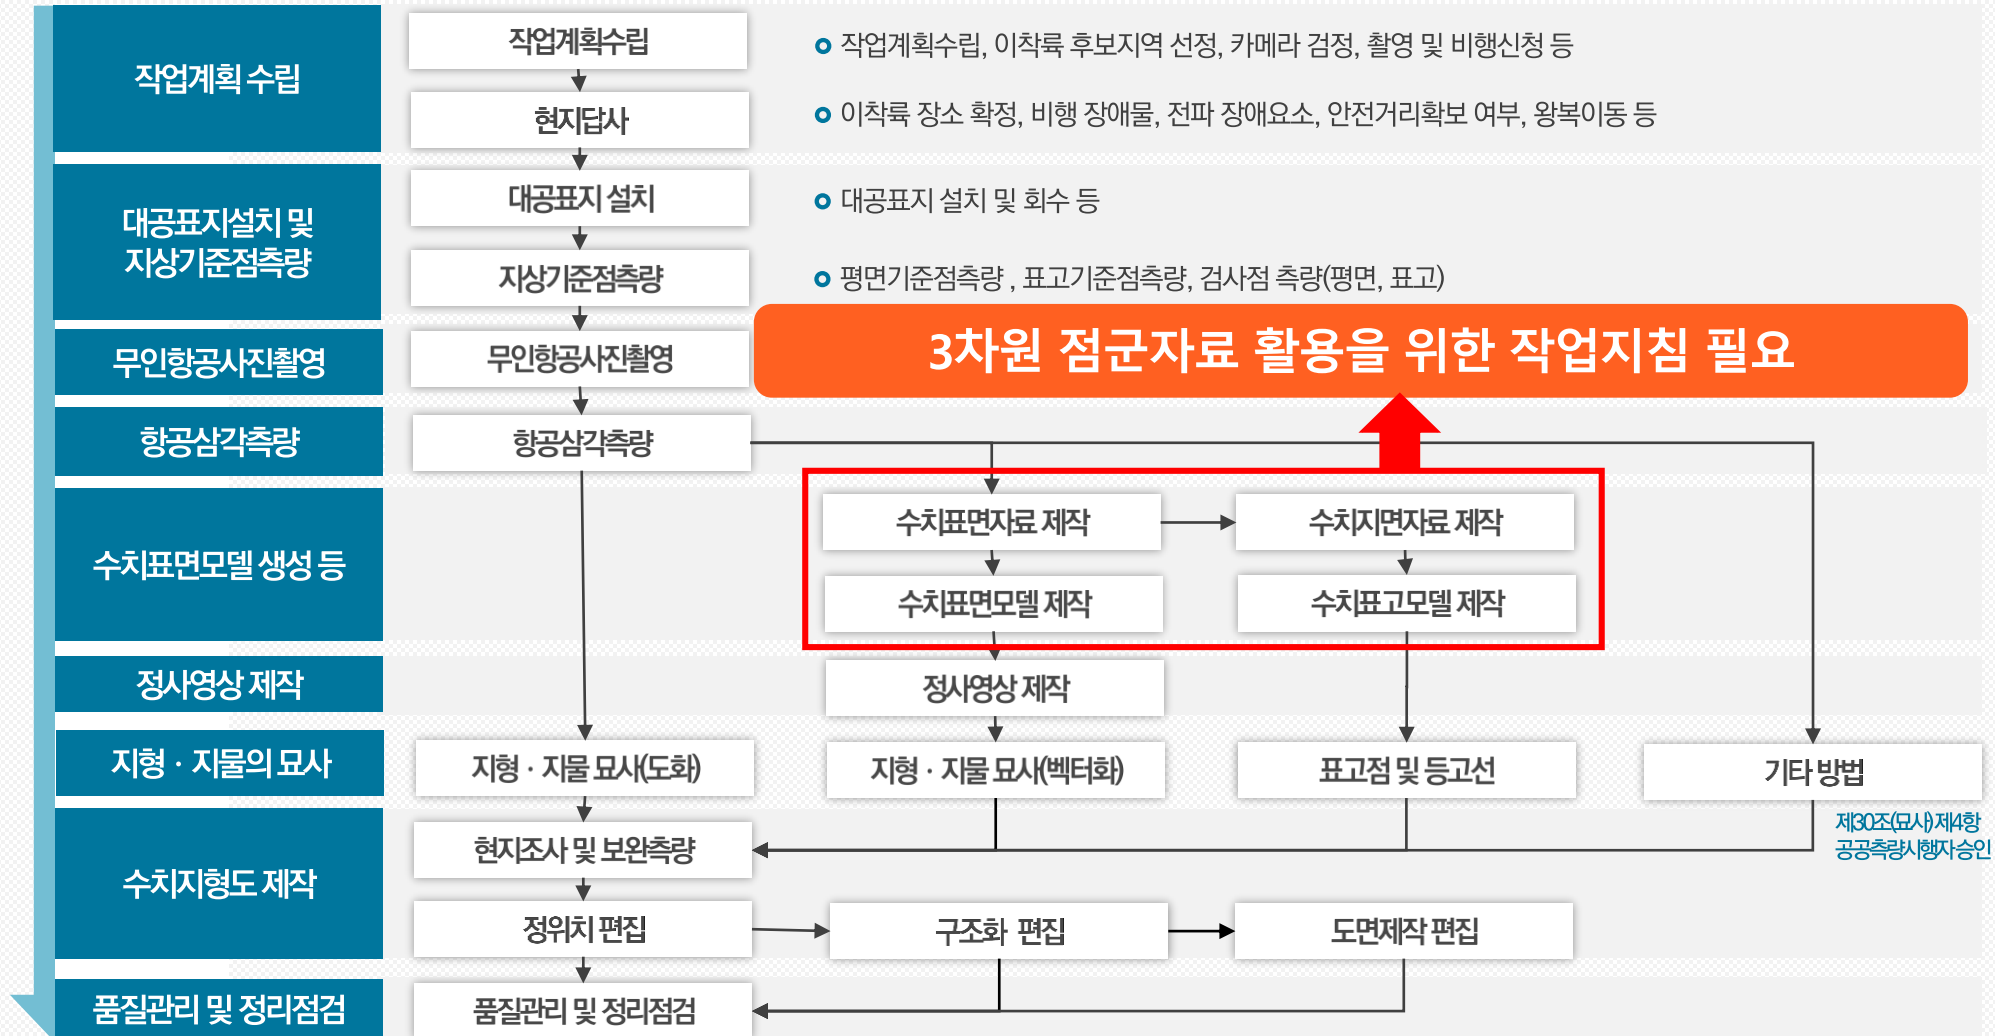 작업계획 수립
작업계획수립
작업계획수립, 이착륙 후보지역 선정, 카메라 검정, 촬영 및 비행신청 등
현지답사
이착륙 장소 확정, 비행 장애물, 전파 장애요소, 안전거리확보 여부, 왕복이동 등
대공표지설치 및
지상기준점측량
대공표지 설치
대공표지 설치 및 회수 등
지상기준점측량
평면기준점측량 , 표고기준점측량, 검사점 측량(평면, 표고)
무인항공사진촬영
무인항공사진촬영
3차원 점군자료 활용을 위한 작업지침 필요
항공삼각측량
항공삼각측량
수치표면모델 생성 등
수치표면자료 제작
수치지면자료 제작
수치표면모델 제작
수치표고모델 제작
정사영상 제작
정사영상 제작
지형 · 지물의 묘사
지형 · 지물 묘사(도화)
지형 · 지물 묘사(벡터화)
표고점 및 등고선
기타 방법
제30조(묘사) 제4항
공공측량시행자 승인
수치지형도 제작
현지조사 및 보완측량
정위치 편집
구조화 편집
도면제작 편집
품질관리 및 정리점검
품질관리 및 정리점검